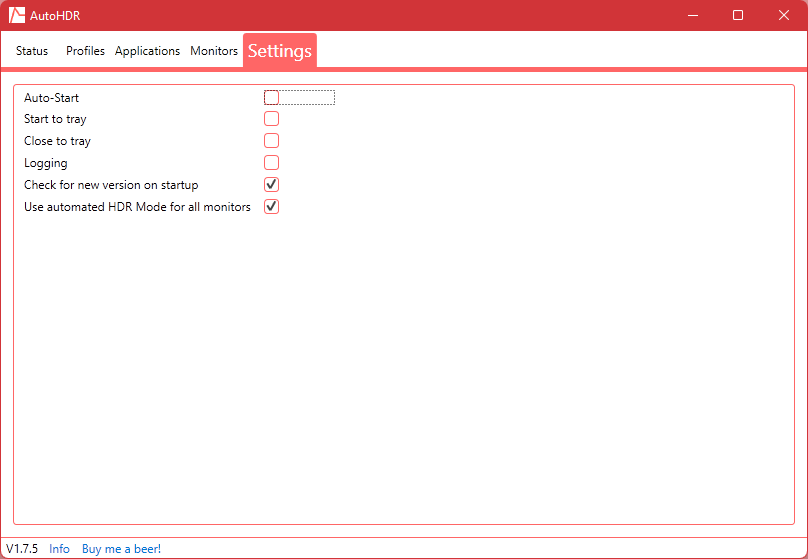 AutoHDR
Status Profiles Applications Monitors Settings
Auto-Start
Start to tray
Close to tray
Logging
Check for new version on startup
Use automated HDR Mode for all monitors
V1.7.5 Info Buy me a beer!